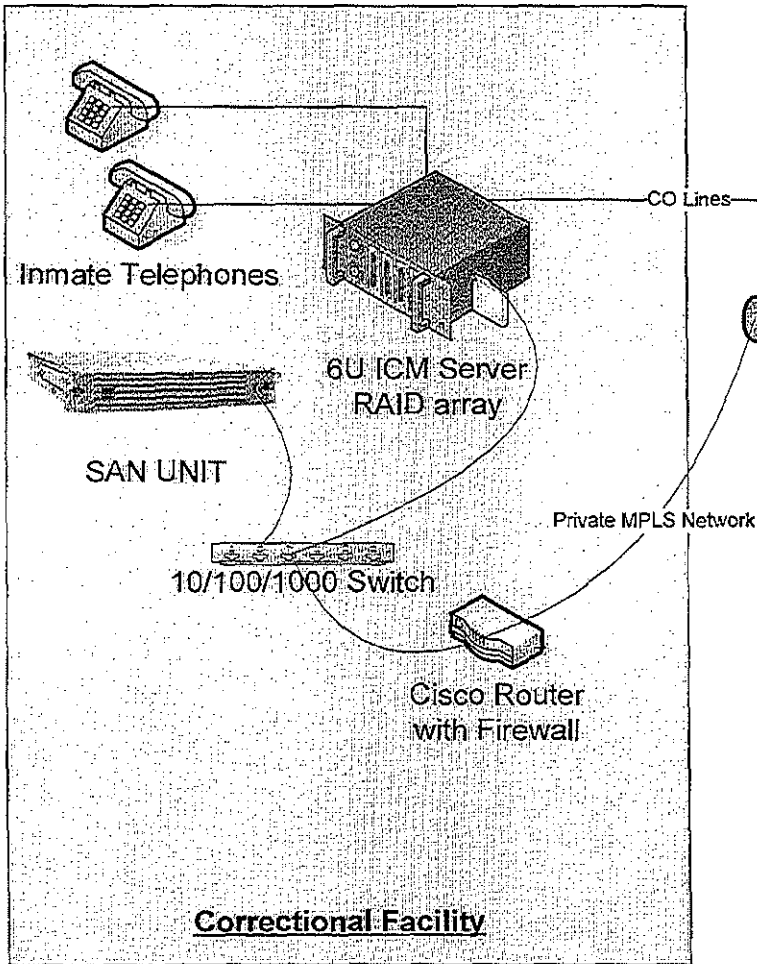 CO Lines
Inmate Telephones
6U ICM Server
RAID array
SAN UNIT
Private MPLS Network
10/100/1000 Switch
Cisco Router
with Firewall
Correctional Facility